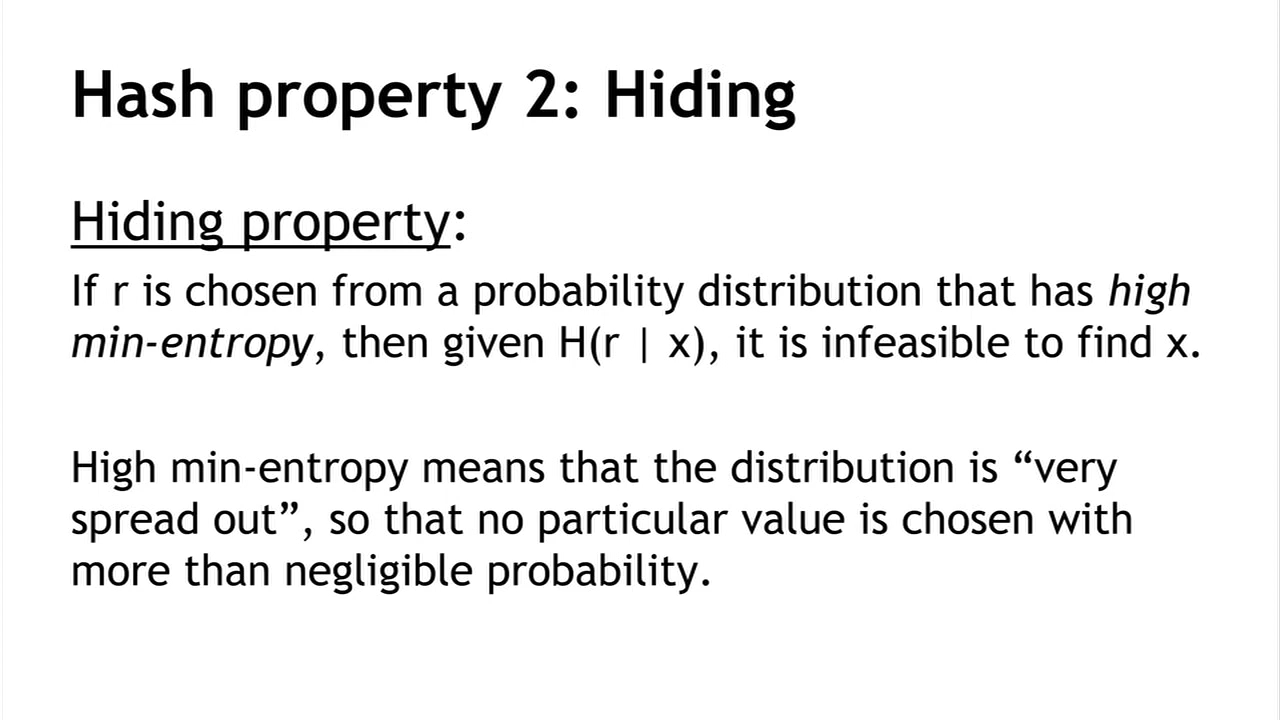 Hash property 2: Hiding
Hiding property:
If r is chosen from a probability distribution that has high
min-entropy, then given H(r | x), it is infeasible to find x.
High min-entropy means that the distribution is “very
spread out”, so that no particular value is chosen with
more than negligible probability.